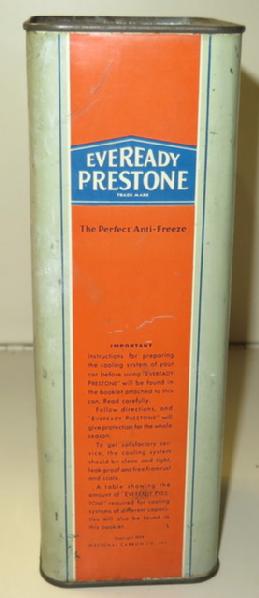 EVEREADY
PRESTONE
TRADE MARK
The Perfect Anti-Freeze
IMPORTANT
Instructions for preparing
the cooling system of your
car before using "EVEREADY
PRESTONE" will be found in
the booklet attached to this
can. Read carefully.
Follow directions, and
"EVEREADY PRESTONE" will
give protection for the whole
season.
To get satisfactory ser-
vice, the cooling system
should be clean and tight,
leak-proof and free from rust
and scale.
A table showing the
amount of "EVEREADY PRES-
TONE" required for cooling
systems of different capaci-
ties will also be found in
this booklet.
NATIONAL CARBON CO., INC.